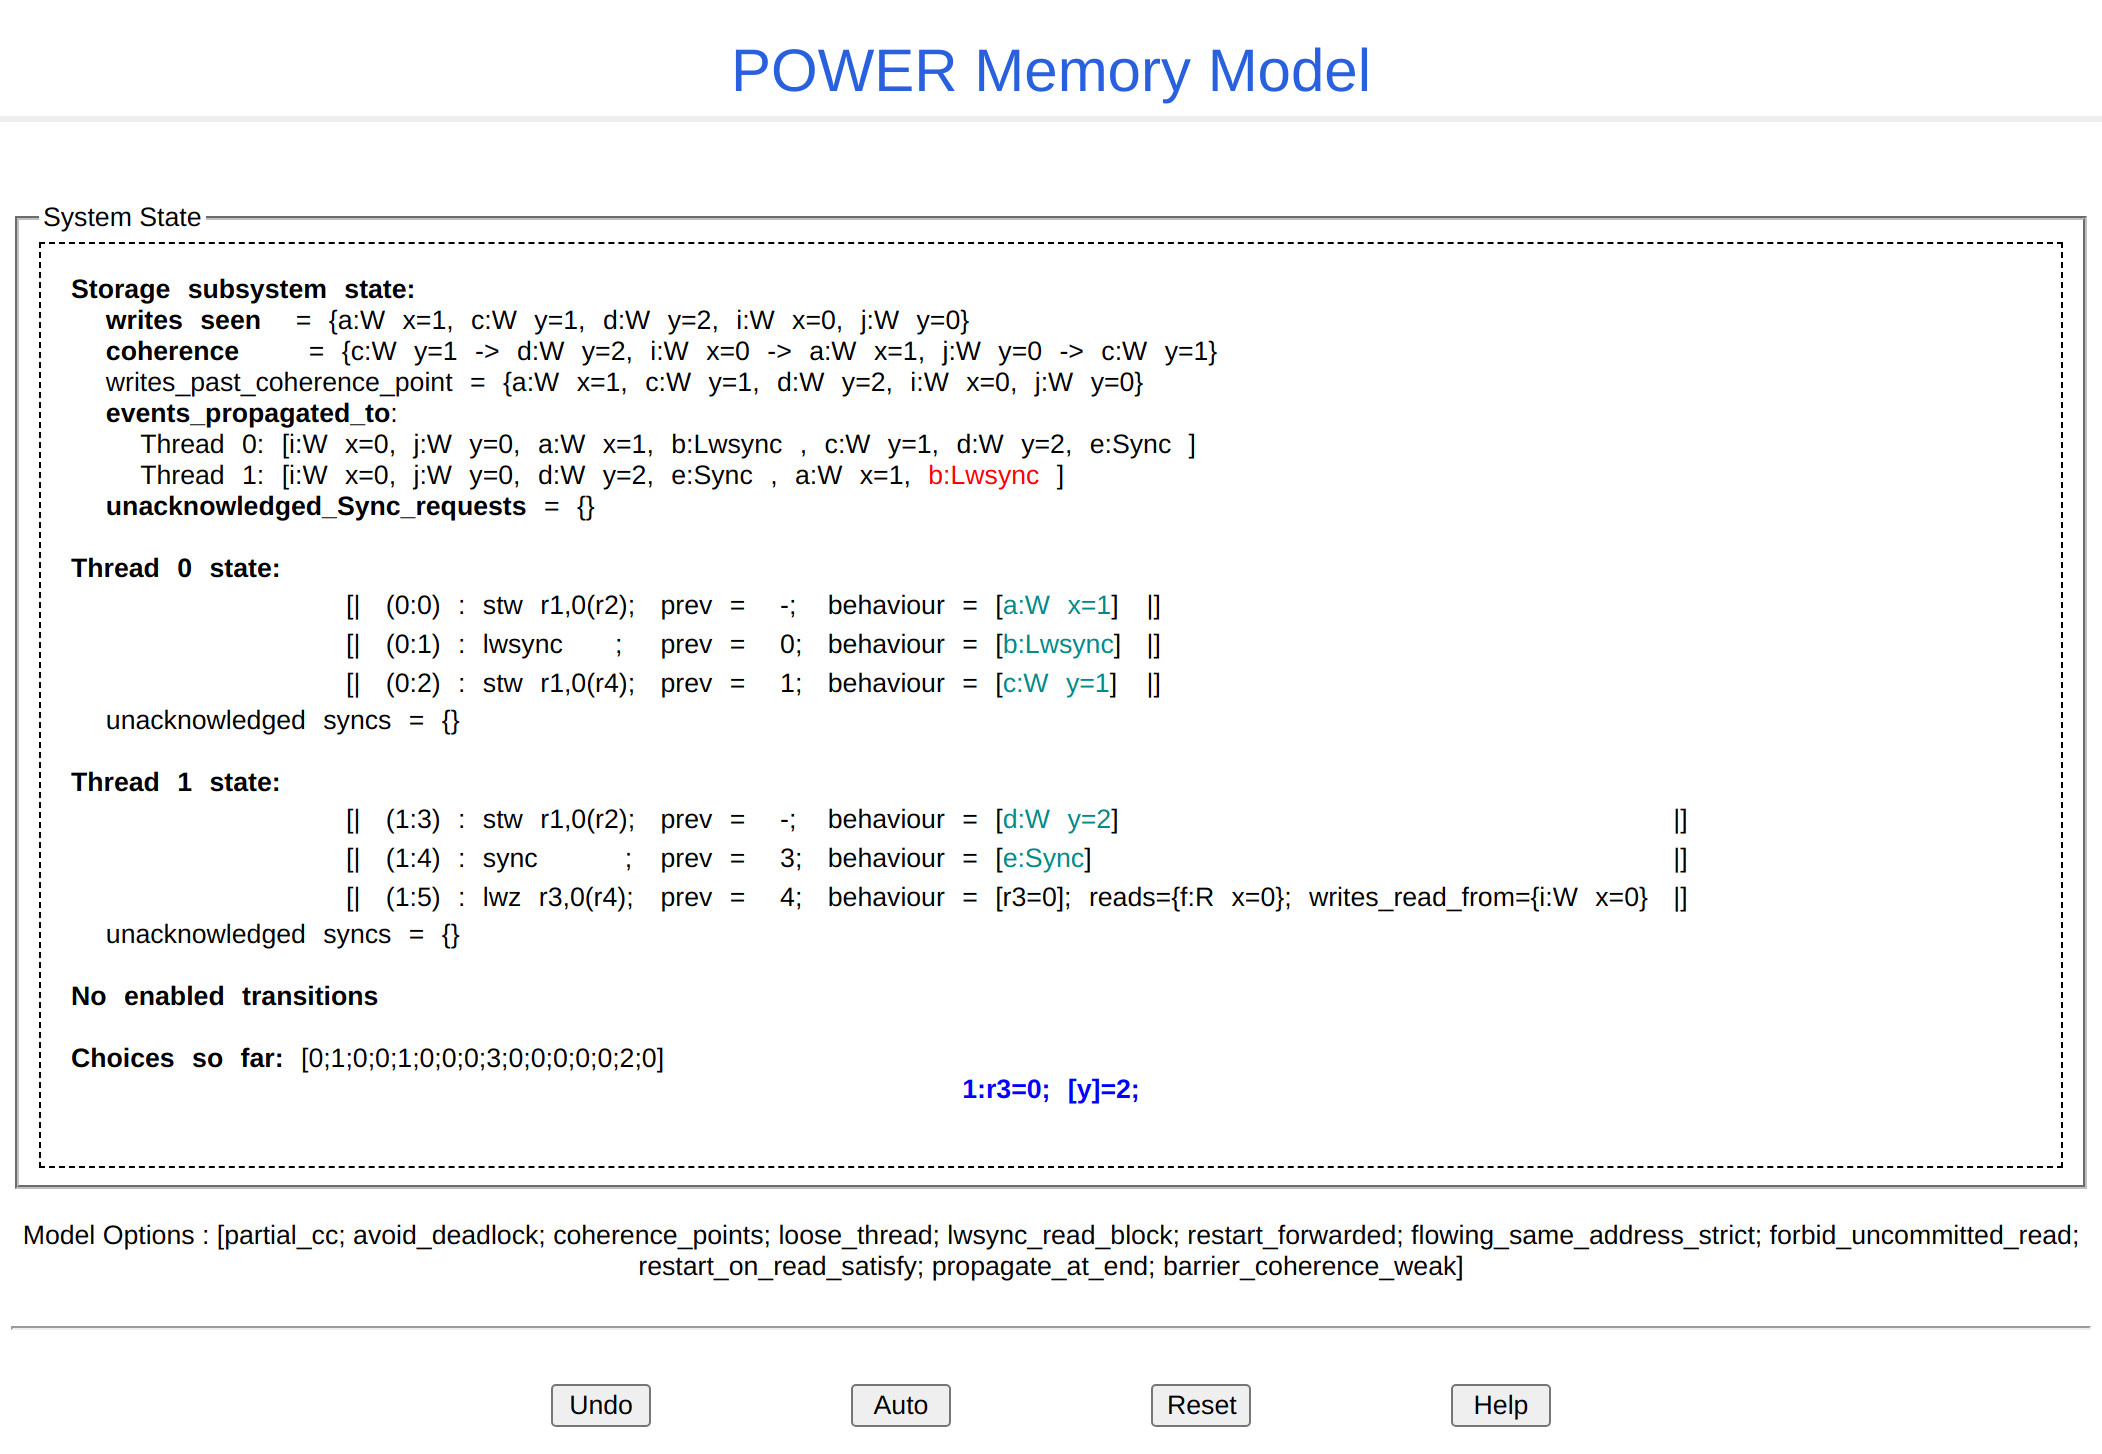 POWER Memory Model
System State
Storage subsystem state:
writes seen = {a:W x=1, c:W y=1, d:W y=2, i:W x=0, j:W y=0}
coherence = {c:W y=1 -> d:W y=2, i:W x=0 -> a:W x=1, j:W y=0 -> c:W y=1}
writes_past_coherence_point = {a:W x=1, c:W y=1, d:W y=2, i:W x=0, j:W y=0}
events_propagated_to:
Thread 0: [i:W x=0, j:W y=0, a:W x=1, b:Lwsync , c:W y=1, d:W y=2, e:Sync ]
Thread 1: [i:W x=0, j:W y=0, d:W y=2, e:Sync , a:W x=1, b:Lwsync ]
unacknowledged_Sync_requests = {}
Thread 0 state:
[| (0:0) : stw r1,0(r2); prev = -; behaviour = [a:W x=1] |]
[| (0:1) : lwsync ; prev = 0; behaviour = [b:Lwsync] |]
[| (0:2) : stw r1,0(r4); prev = 1; behaviour = [c:W y=1] |]
unacknowledged syncs = {}
Thread 1 state:
[| (1:3) : stw r1,0(r2); prev = -; behaviour = [d:W y=2] |]
[| (1:4) : sync ; prev = 3; behaviour = [e:Sync] |]
[| (1:5) : lwz r3,0(r4); prev = 4; behaviour = [r3=0]; reads={f:R x=0}; writes_read_from={i:W x=0} |]
unacknowledged syncs = {}
No enabled transitions
Choices so far: [0;1;0;0;1;0;0;0;3;0;0;0;0;0;2;0]
1:r3=0; [y]=2;
Model Options : [partial_cc; avoid_deadlock; coherence_points; loose_thread; lwsync_read_block; restart_forwarded; flowing_same_address_strict; forbid_uncommitted_read;
restart_on_read_satisfy; propagate_at_end; barrier_coherence_weak]
Undo Auto Reset Help